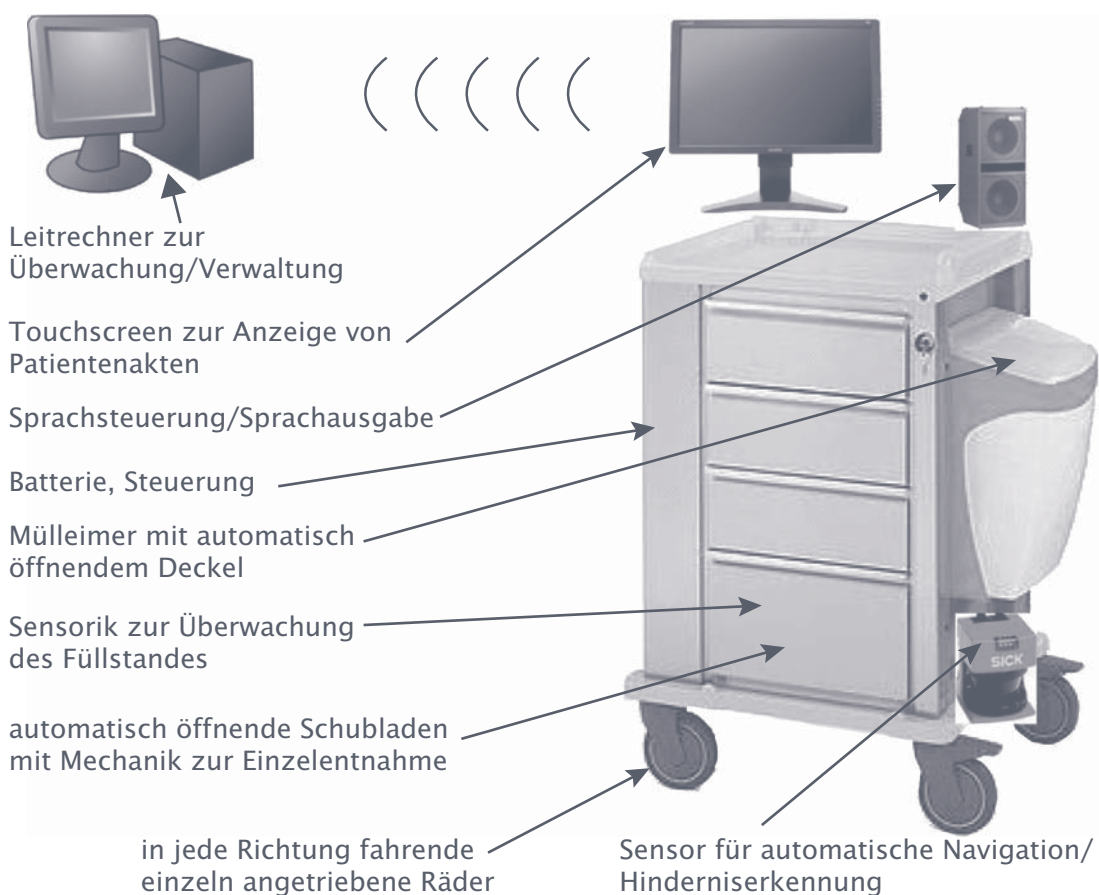 Leitrechner zur
Überwachung/Verwaltung
Touchscreen zur Anzeige von
Patientenakten
Sprachsteuerung/Sprachausgabe
Batterie, Steuerung
Mülleimer mit automatisch
öffnendem Deckel
Sensorik zur Überwachung
des Füllstandes
SICK
automatisch öffnende Schubladen
mit Mechanik zur Einzelentnahme
in jede Richtung fahrende
einzeln angetriebene Räder
Sensor für automatische Navigation/
Hinderniserkennung